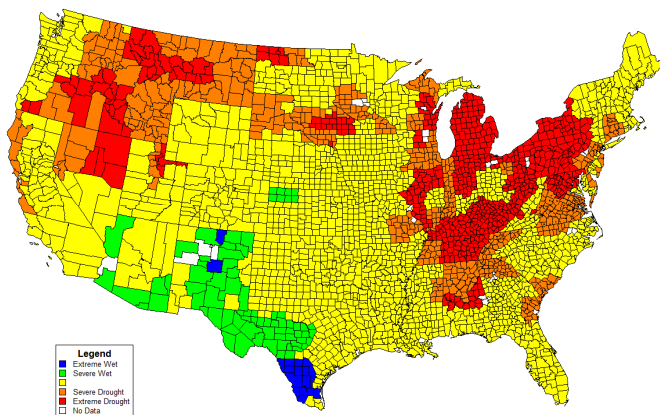 Legend
Extreme Wet
Severe Wet
Severe Drought
Extreme Drought
No Data